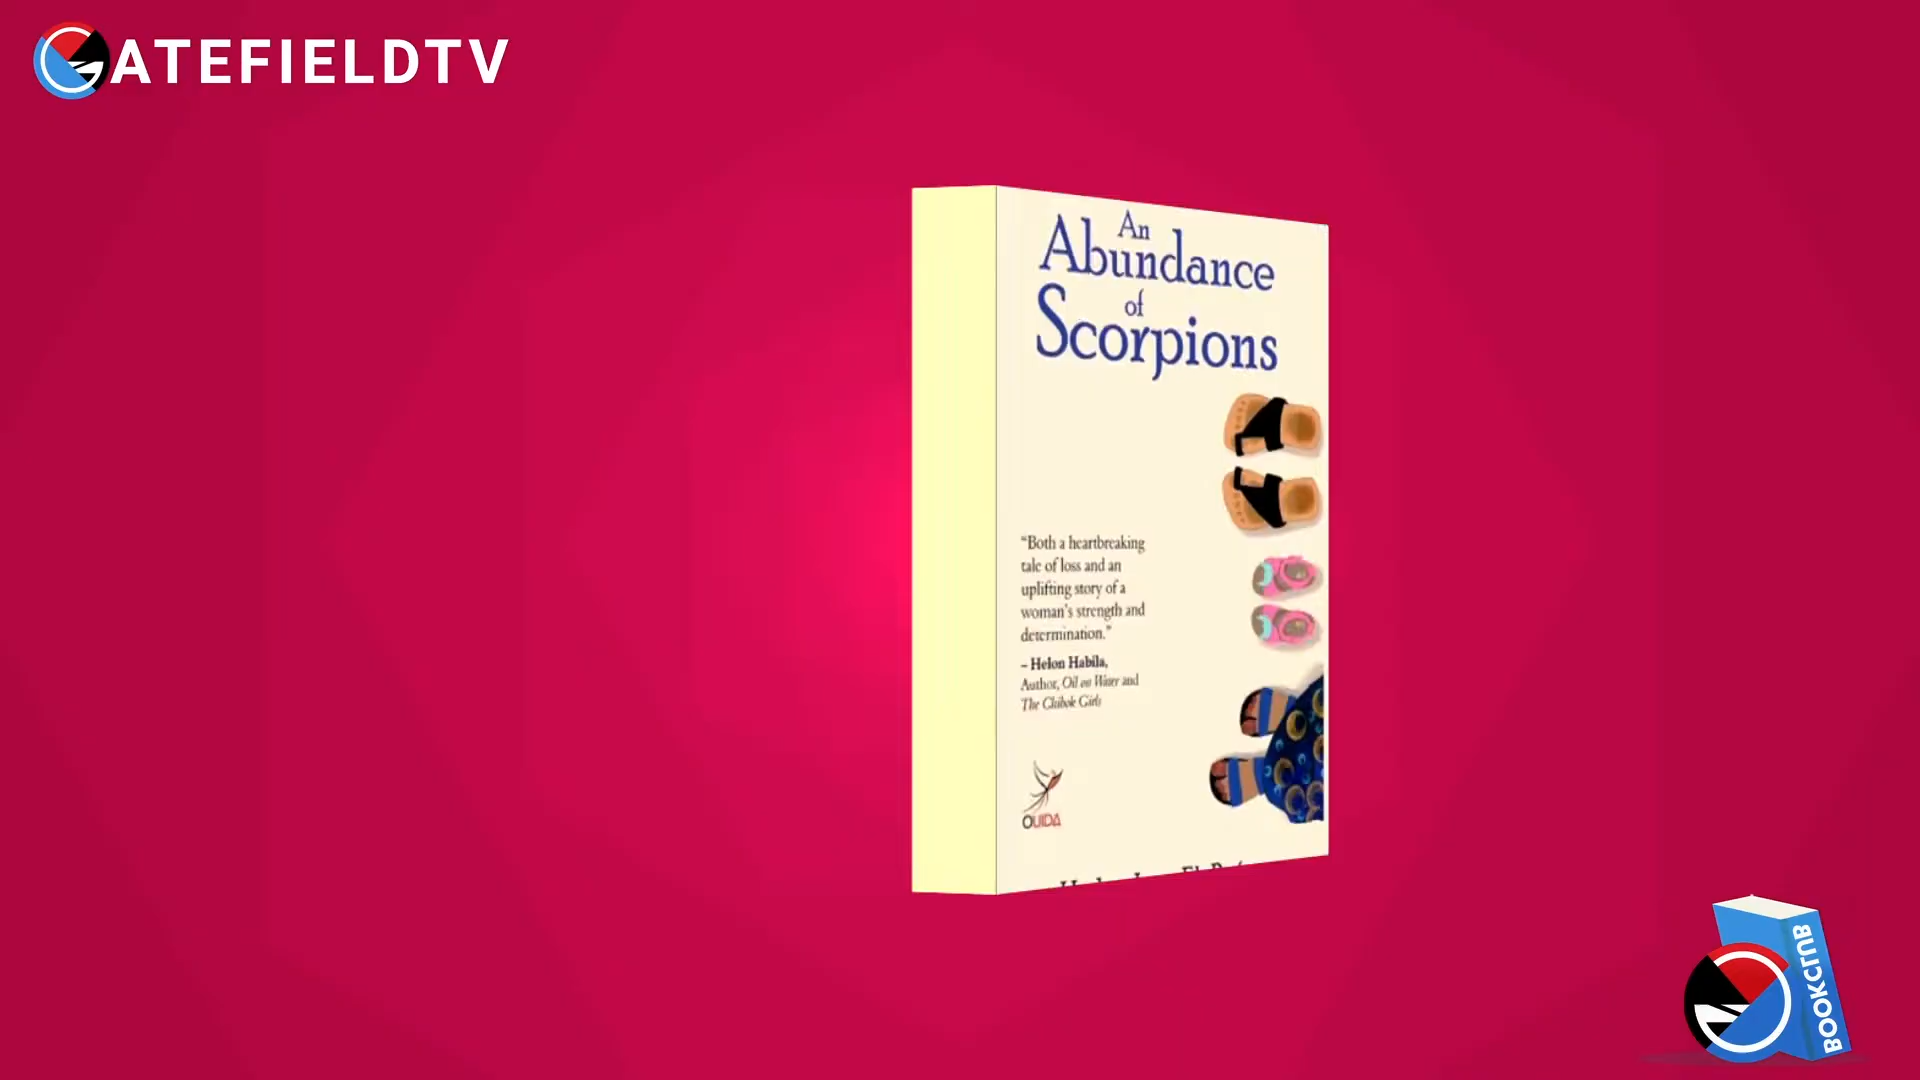 GATEFIELDTV
An
Abundance
of
Scorpions
“Both a heartbreaking
tale of loss and an
uplifting story of a
woman’s strength and
determination.”
– Helon Habila,
Author, Oil on Water and
The Chibok Girls
OUIDA
BOOKCLUB